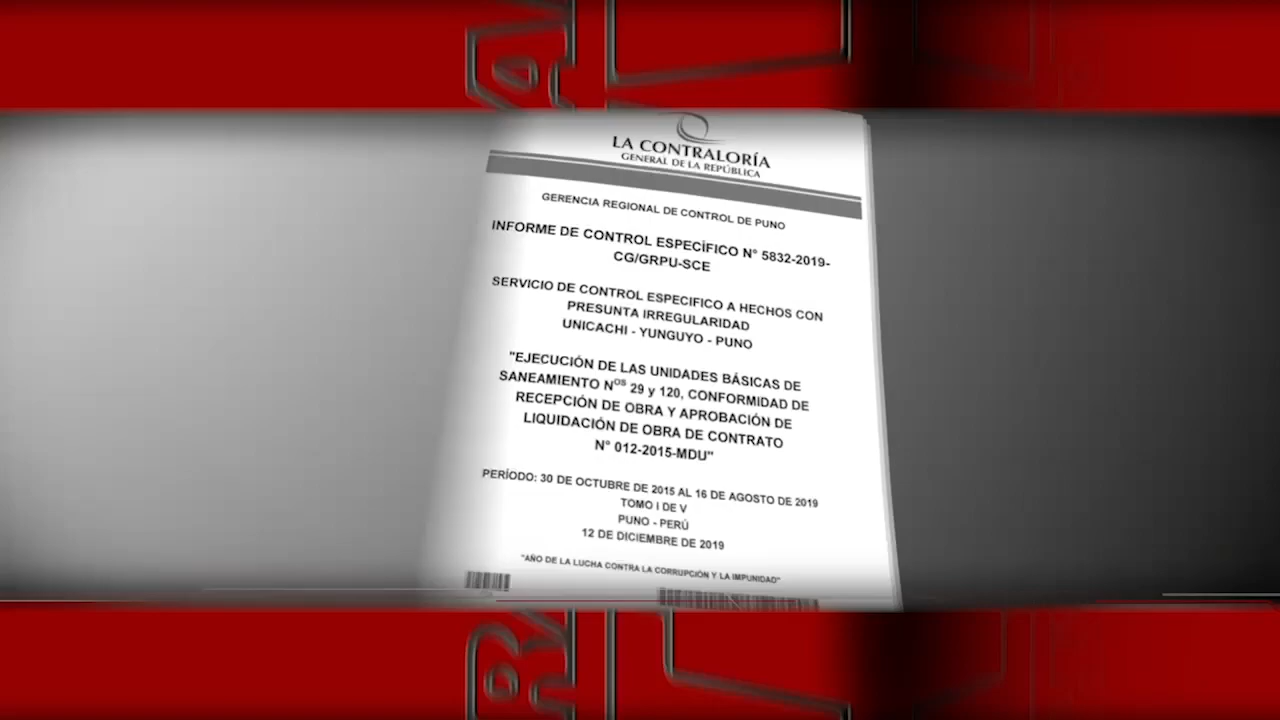 LA CONTRALORÍA
GENERAL DE LA REPÚBLICA
GERENCIA REGIONAL DE CONTROL DE PUNO
INFORME DE CONTROL ESPECÍFICO N° 5832-2019-
CG/GRPU-SCE
SERVICIO DE CONTROL ESPECIFICO A HECHOS CON
PRESUNTA IRREGULARIDAD
UNICACHI - YUNGUYO - PUNO
"EJECUCIÓN DE LAS UNIDADES BÁSICAS DE
SANEAMIENTO Nos 29 y 120, CONFORMIDAD DE
RECEPCIÓN DE OBRA Y APROBACIÓN DE
LIQUIDACIÓN DE OBRA DE CONTRATO
N° 012-2015-MDU"
PERÍODO: 30 DE OCTUBRE DE 2015 AL 16 DE AGOSTO DE 2019
TOMO I DE V
PUNO - PERÚ
12 DE DICIEMBRE DE 2019
"AÑO DE LA LUCHA CONTRA LA CORRUPCIÓN Y LA IMPUNIDAD"